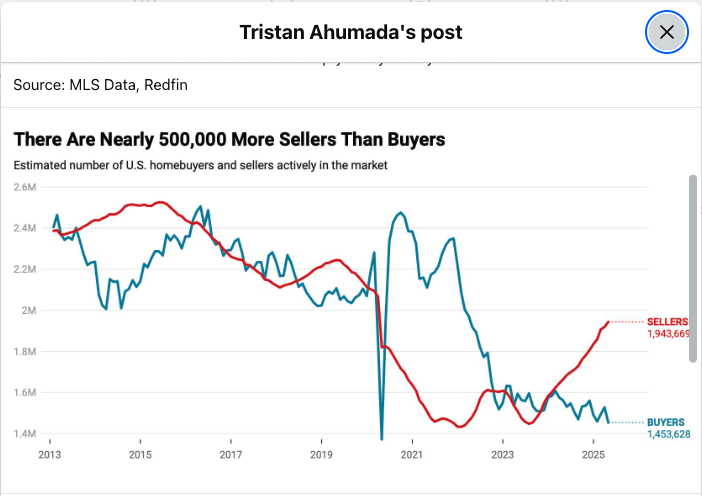 Tristan Ahumada's post
Source: MLS Data, Redfin
There Are Nearly 500,000 More Sellers Than Buyers
Estimated number of U.S. homebuyers and sellers actively in the market
2.6M
2.4M
2.2M
2M
1.8M
1.6M
1.4M
SELLERS
1,943,669
BUYERS
1,453,628
2013
2015
2017
2019
2021
2023
2025